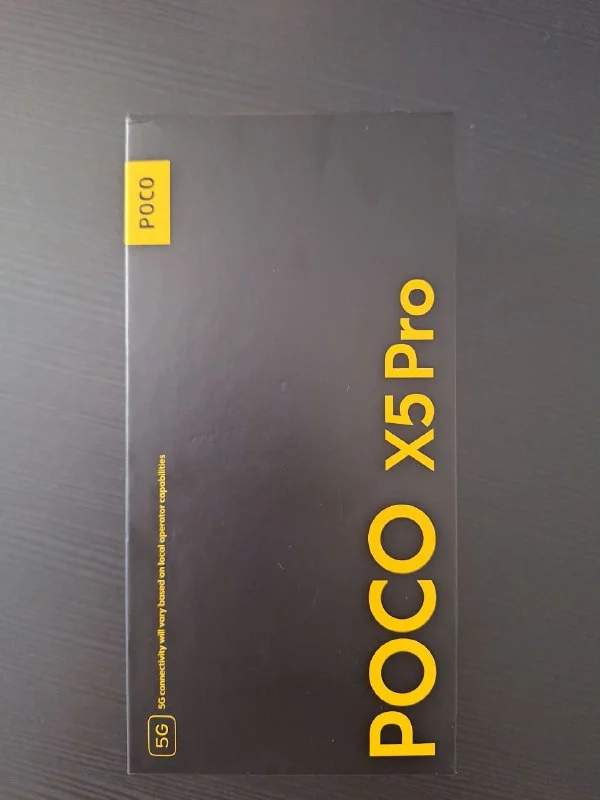 5G 5G connectivity will vary based on local operator capabilities
POCO
POCO X5 Pro